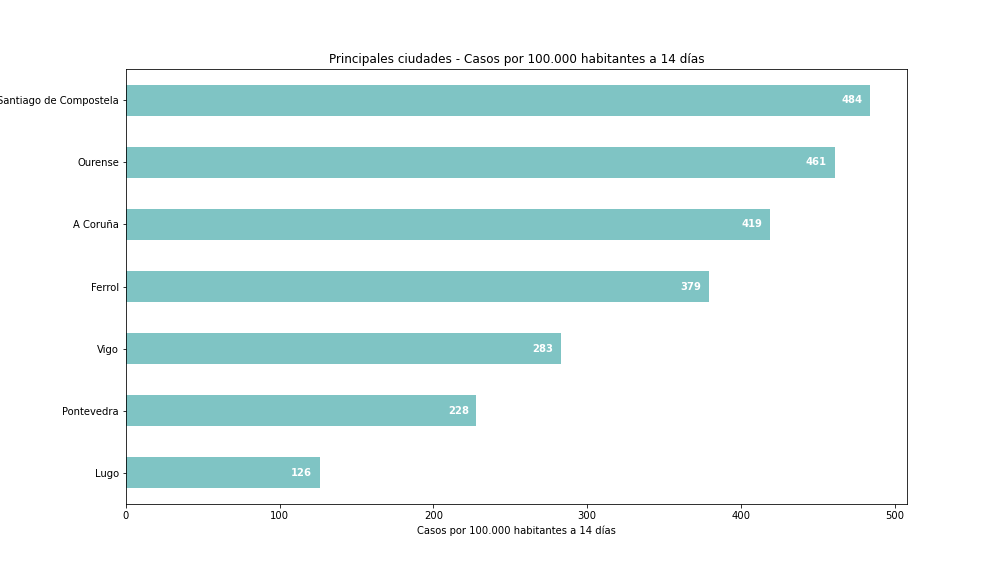 Principales ciudades - Casos por 100.000 habitantes a 14 días
Santiago de Compostela 484
Ourense 461
A Coruña 419
Ferrol 379
Vigo 283
Pontevedra 228
Lugo 126
0 100 200 300 400 500
Casos por 100.000 habitantes a 14 días